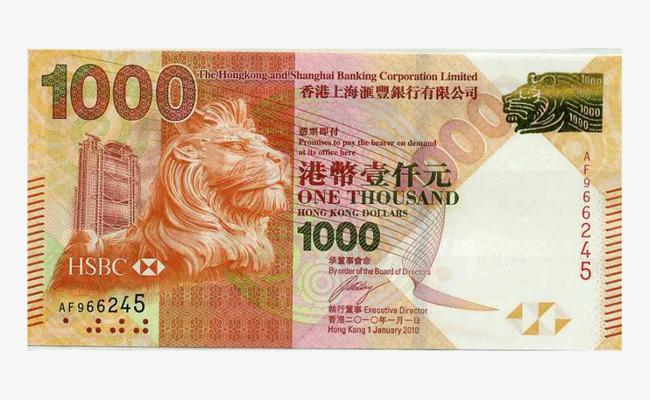 1000
The Hongkong and Shanghai Banking Corporation Limited
香港上海滙豐銀行有限公司
1000
1000
1000
1000
憑票即付
Promises to pay the bearer on demand
at its office here
港幣壹仟元
ONE THOUSAND
HONG KONG DOLLARS
1000
AF966245
HSBC
承董事會命
By order of the Board of Directors
AF966245
執行董事 Executive Director
香港二〇一〇年一月一日
Hong Kong 1 January 2010